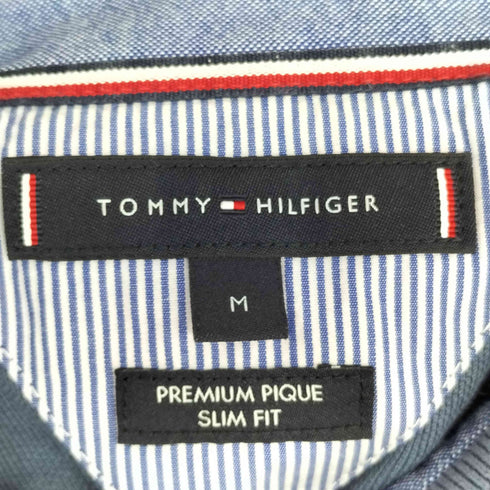 TOMMY HILFIGER
M
PREMIUM PIQUE
SLIM FIT